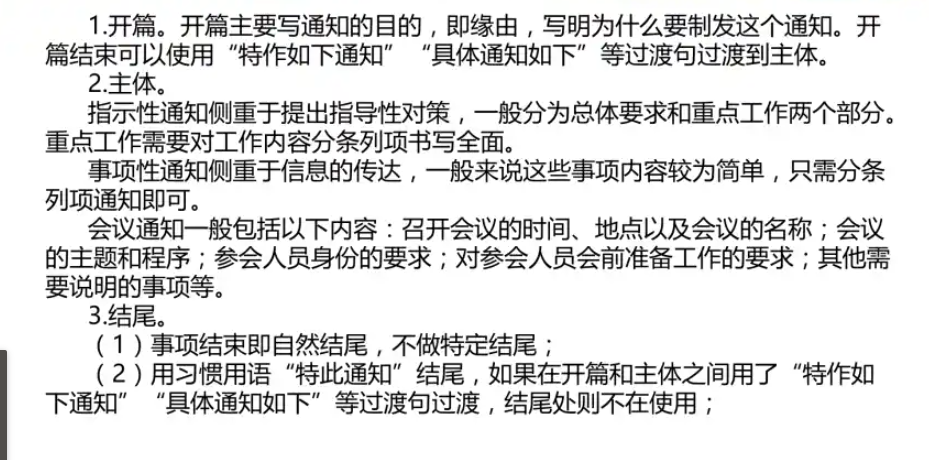 1.开篇。开篇主要写通知的目的，即缘由，写明为什么要制发这个通知。开
篇结束可以使用“特作如下通知”“具体通知如下”等过渡句过渡到主体。
2.主体。
指示性通知侧重于提出指导性对策，一般分为总体要求和重点工作两个部分。
重点工作需要对工作内容分条列项书写全面。
事项性通知侧重于信息的传达，一般来说这些事项内容较为简单，只需分条
列项通知即可。
会议通知一般包括以下内容：召开会议的时间、地点以及会议的名称；会议
的主题和程序；参会人员身份的要求；对参会人员会前准备工作的要求；其他需
要说明的事项等。
3.结尾。
（1）事项结束即自然结尾，不做特定结尾；
（2）用习惯用语“特此通知”结尾，如果在开篇和主体之间用了“特作如
下通知”“具体通知如下”等过渡句过渡，结尾处则不在使用；